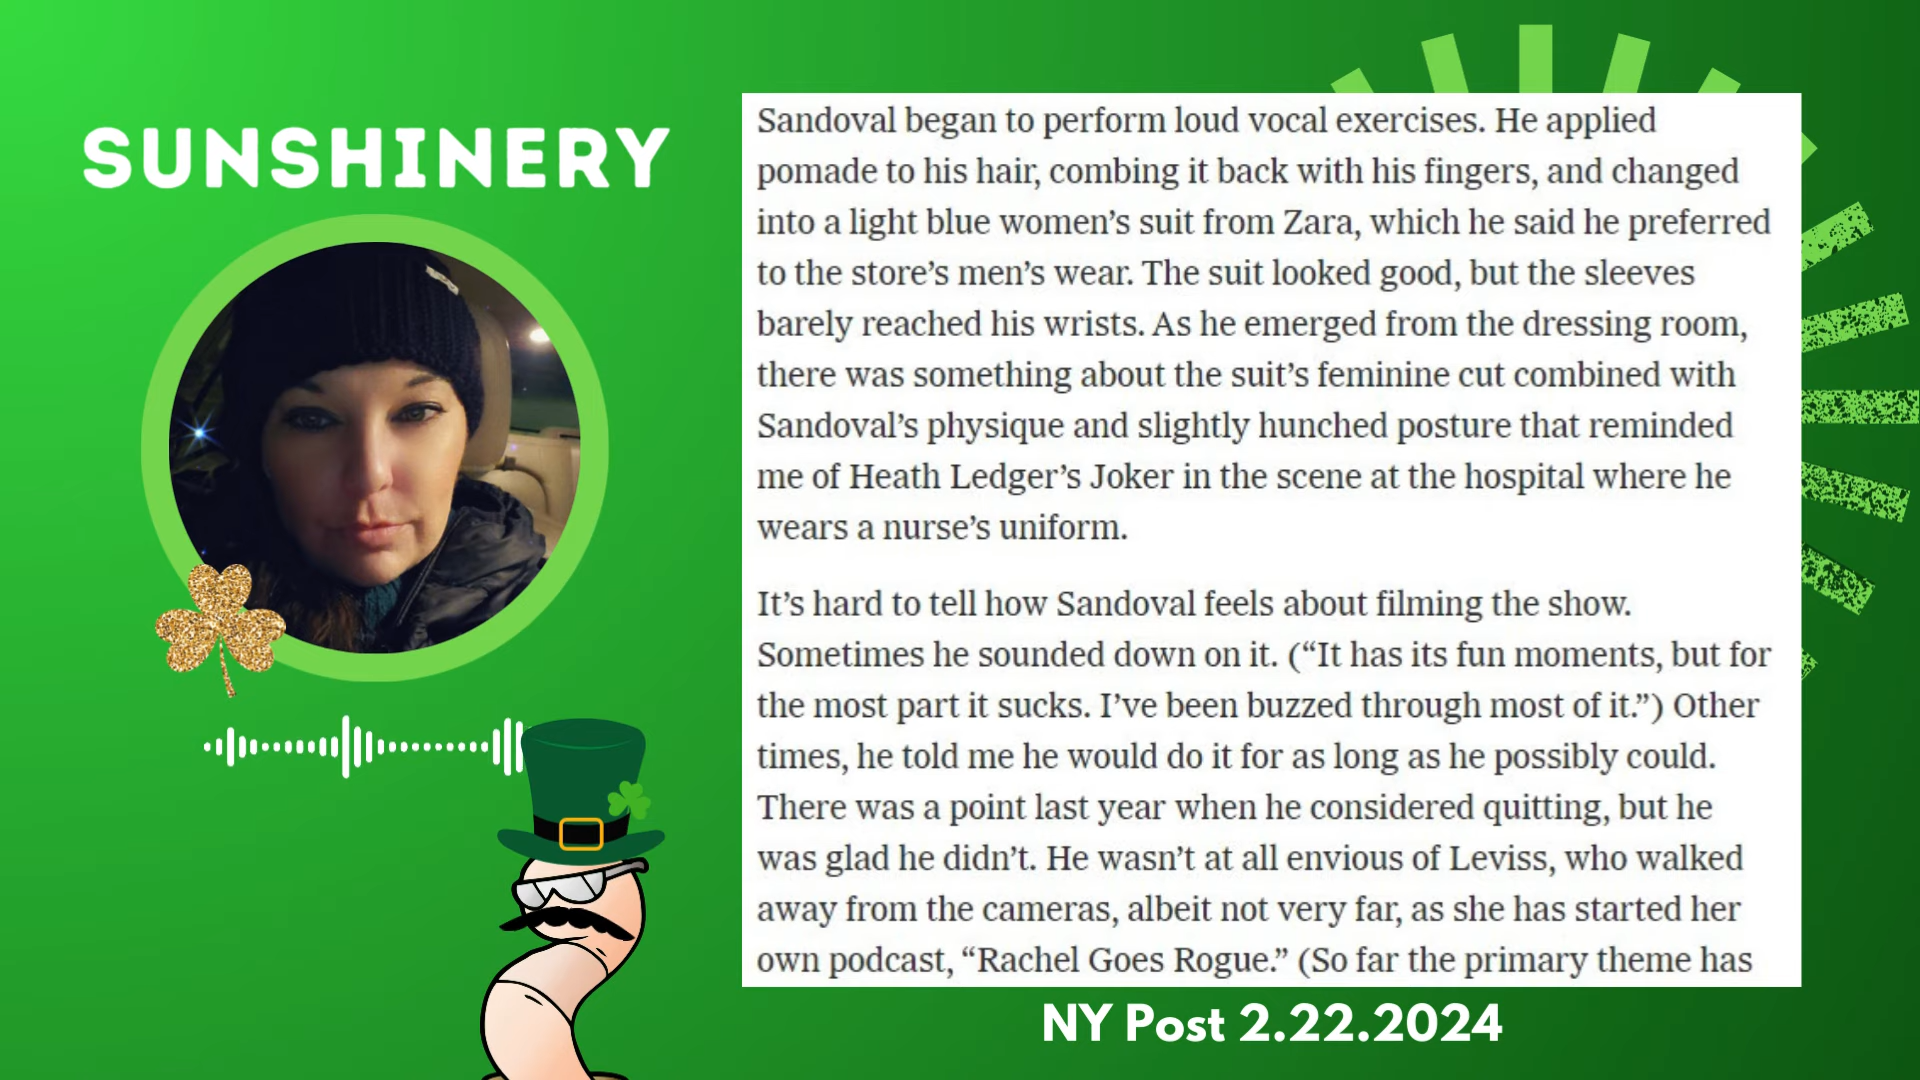 SUNSHINERY
Sandoval began to perform loud vocal exercises. He applied
pomade to his hair, combing it back with his fingers, and changed
into a light blue women’s suit from Zara, which he said he preferred
to the store’s men’s wear. The suit looked good, but the sleeves
barely reached his wrists. As he emerged from the dressing room,
there was something about the suit’s feminine cut combined with
Sandoval’s physique and slightly hunched posture that reminded
me of Heath Ledger’s Joker in the scene at the hospital where he
wears a nurse’s uniform.
It’s hard to tell how Sandoval feels about filming the show.
Sometimes he sounded down on it. (“It has its fun moments, but for
the most part it sucks. I’ve been buzzed through most of it.”) Other
times, he told me he would do it for as long as he possibly could.
There was a point last year when he considered quitting, but he
was glad he didn’t. He wasn’t at all envious of Leviss, who walked
away from the cameras, albeit not very far, as she has started her
own podcast, “Rachel Goes Rogue.” (So far the primary theme has
NY Post 2.22.2024